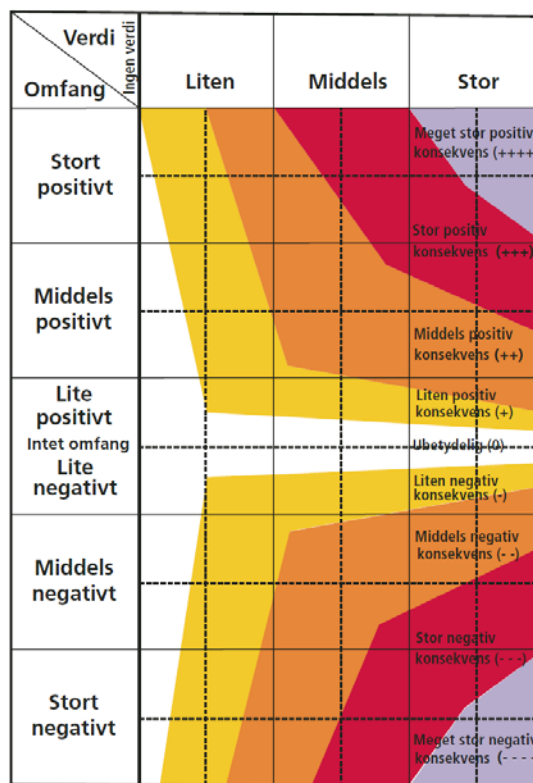 Verdi
Ingen verdi
Omfang
Liten
Middels
Stor
Stort
positivt
Meget stor positiv
konsekvens (++++
Stor positiv
konsekvens (+++)
Middels
positivt
Middels positiv
konsekvens (++)
Lite
positivt
Liten positiv
konsekvens (+)
Intet omfang
Ubetydelig (0)
Lite
negativt
Liten negativ
konsekvens (-)
Middels negativ
konsekvens (- -)
Middels
negativt
Stor negativ
konsekvens (- - -)
Stort
negativt
Meget stor negativ
konsekvens (- - - -